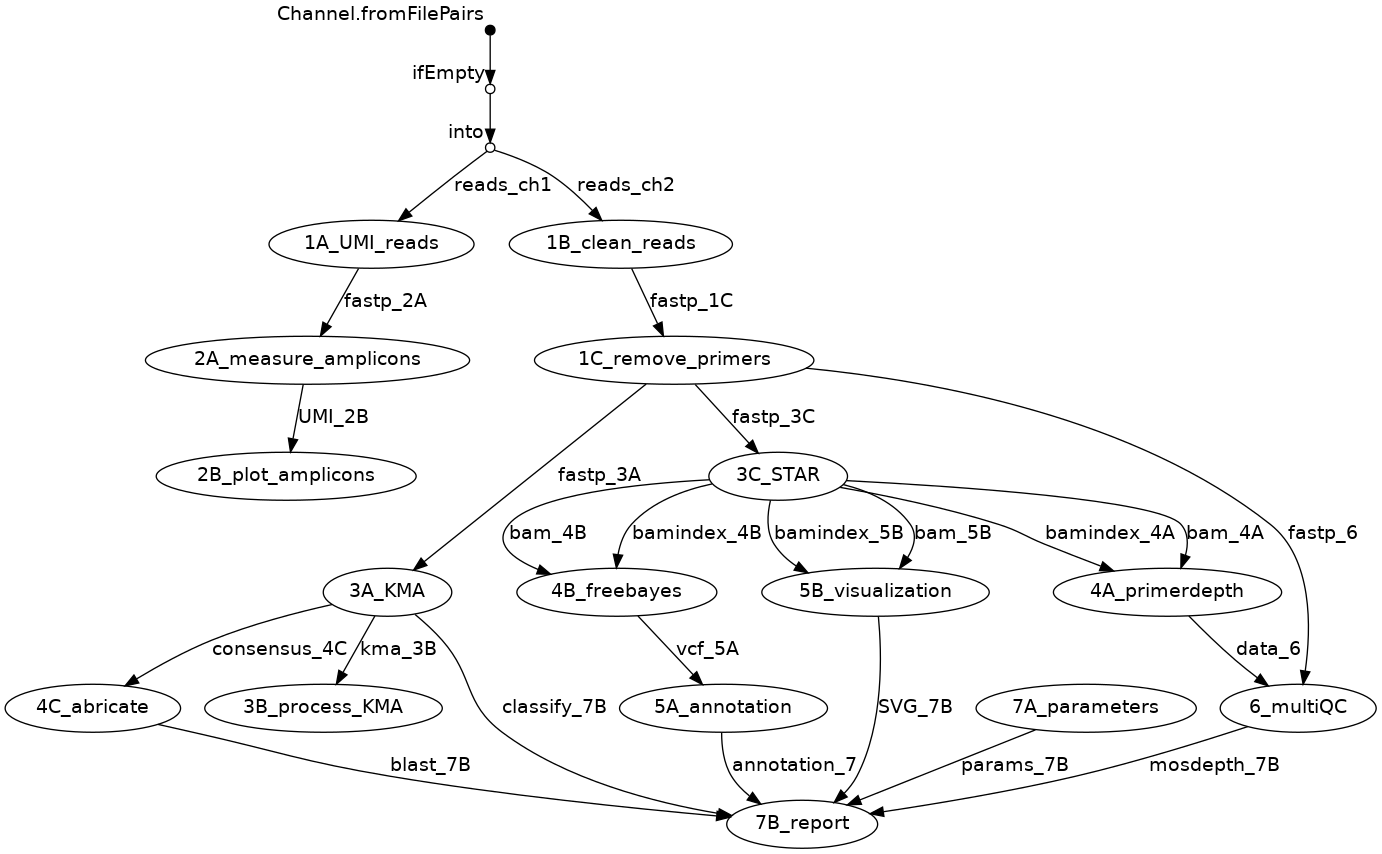 Channel.fromFilePairs
ifEmpty
into
reads_ch1
reads_ch2
1A_UMI_reads
1B_clean_reads
fastp_2A
fastp_1C
2A_measure_amplicons
1C_remove_primers
UMI_2B
fastp_3C
2B_plot_amplicons
fastp_3A
3C_STAR
bam_4B
bamindex_4B
bamindex_5B
bam_5B
bamindex_4A
bam_4A
fastp_6
3A_KMA
4B_freebayes
5B_visualization
4A_primerdepth
consensus_4C
kma_3B
classify_7B
vcf_5A
SVG_7B
data_6
4C_abricate
3B_process_KMA
5A_annotation
7A_parameters
6_multiQC
blast_7B
annotation_7
params_7B
mosdepth_7B
7B_report